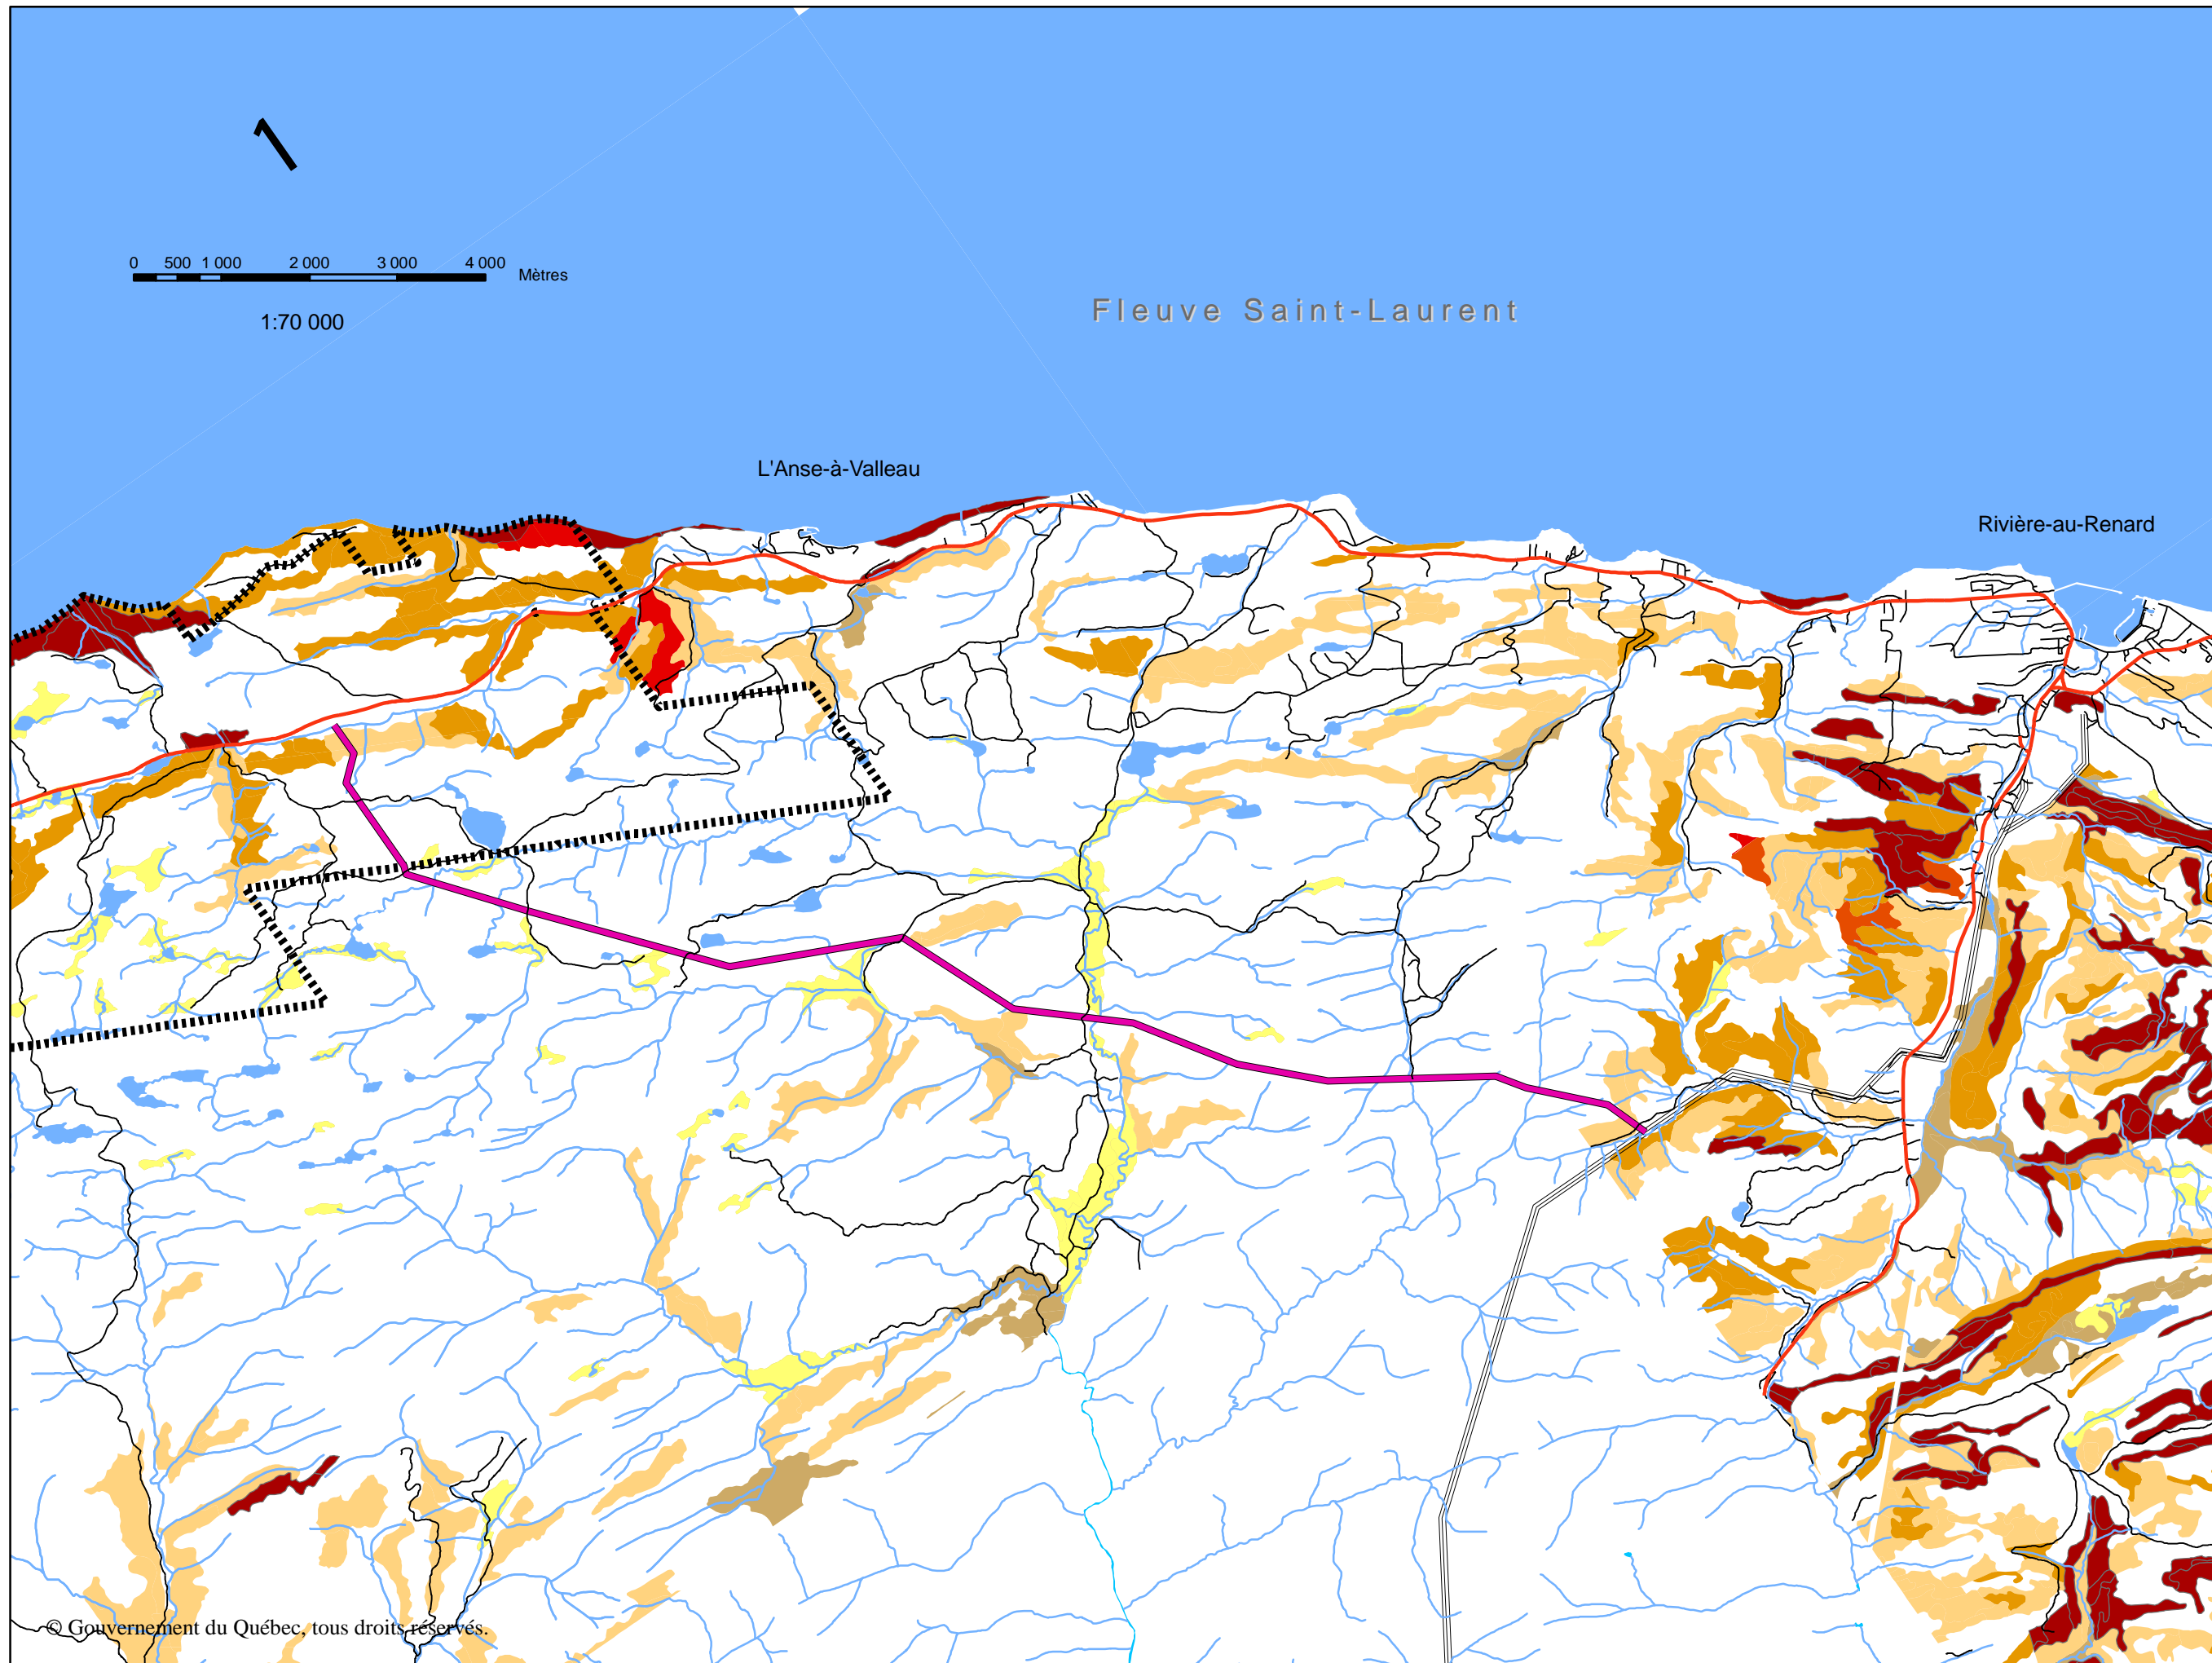 0 500 1 000 2 000 3 000 4 000
Mètres
1:70 000
Fleuve Saint-Laurent
L'Anse-à-Valleau
Rivière-au-Renard
© Gouvernement du Québec, tous droits réservés.